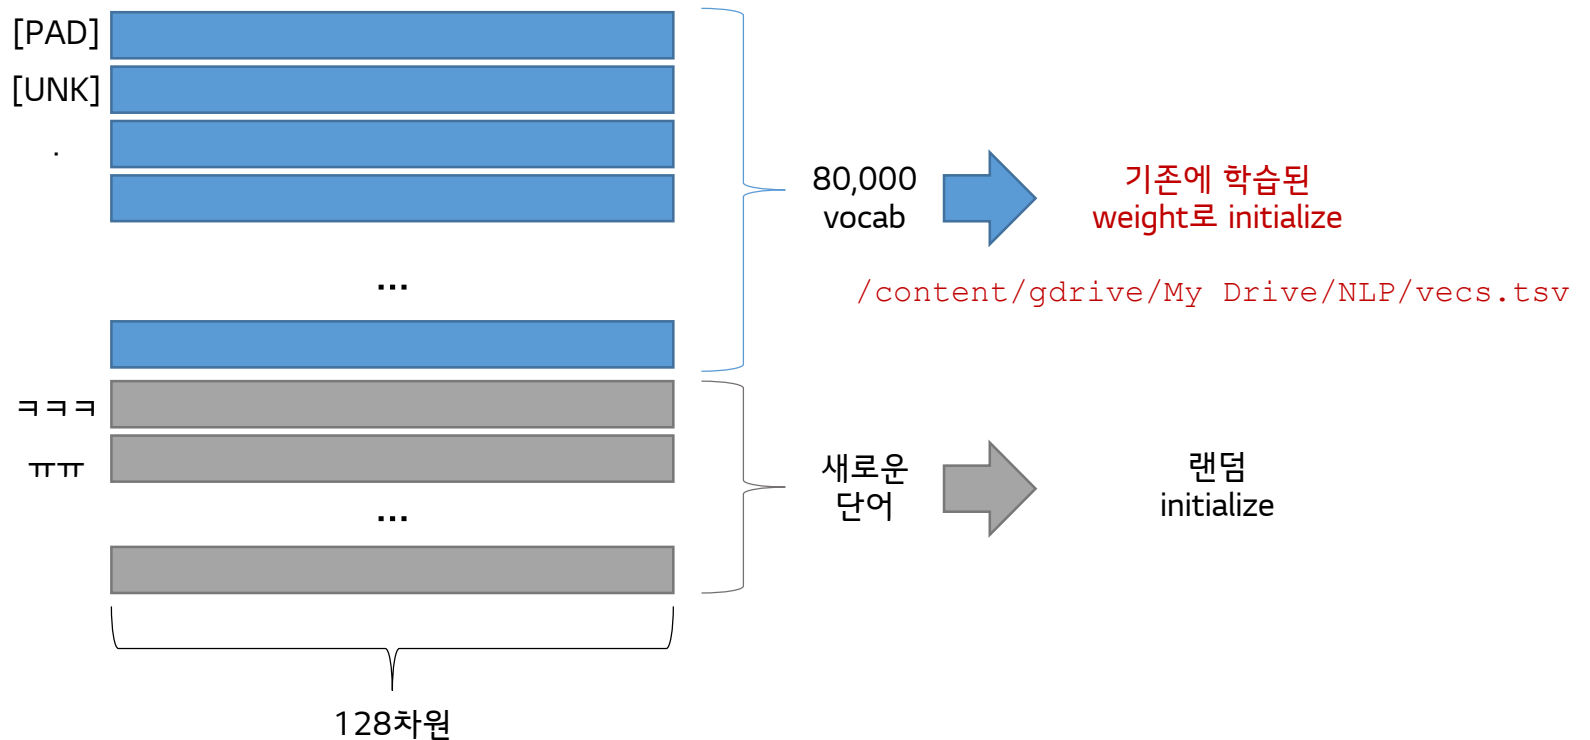 [PAD]
[UNK]
.
...
80,000
vocab
기존에 학습된
weight로 initialize
/content/gdrive/My Drive/NLP/vecs.tsv
ㅋㅋㅋ
ㅠㅠ
...
새로운
단어
랜덤
initialize
128차원